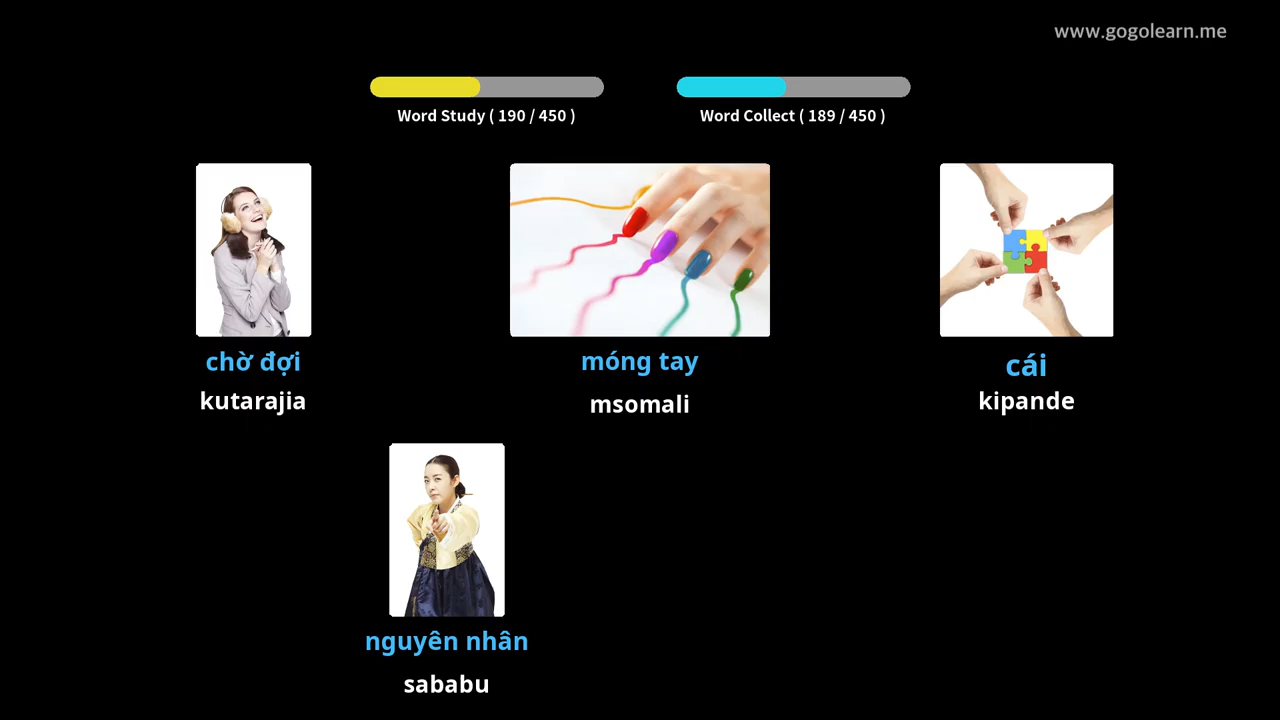 www.gogolearn.me
Word Study ( 190 / 450 )
Word Collect ( 189 / 450 )
chờ đợi
kutarajia
móng tay
msomali
cái
kipande
nguyên nhân
sababu